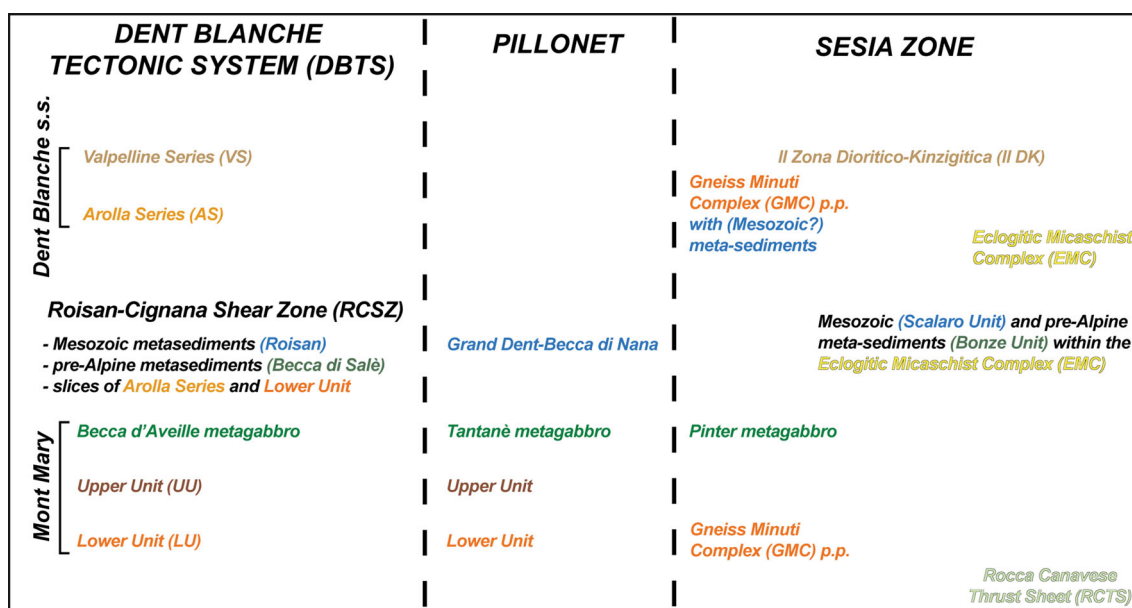 DENT BLANCHE
TECTONIC SYSTEM (DBTS)
PILLONET
SESIA ZONE
Dent Blanche s.s.
Valpelline Series (VS)
Arolla Series (AS)
II Zona Dioritico-Kinzigitica (II DK)
Gneiss Minuti
Complex (GMC) p.p.
with (Mesozoic?)
meta-sediments
Eclogitic Micaschist
Complex (EMC)
Roisan-Cignana Shear Zone (RCSZ)
- Mesozoic metasediments (Roisan)
- pre-Alpine metasediments (Becca di Salè)
- slices of Arolla Series and Lower Unit
Grand Dent-Becca di Nana
Mesozoic (Scalaro Unit) and pre-Alpine
meta-sediments (Bonze Unit) within the
Eclogitic Micaschist Complex (EMC)
Mont Mary
Becca d'Aveille metagabbro
Tantanè metagabbro
Pinter metagabbro
Upper Unit (UU)
Upper Unit
Lower Unit (LU)
Lower Unit
Gneiss Minuti
Complex (GMC) p.p.
Rocca Canavese
Thrust Sheet (RCTS)